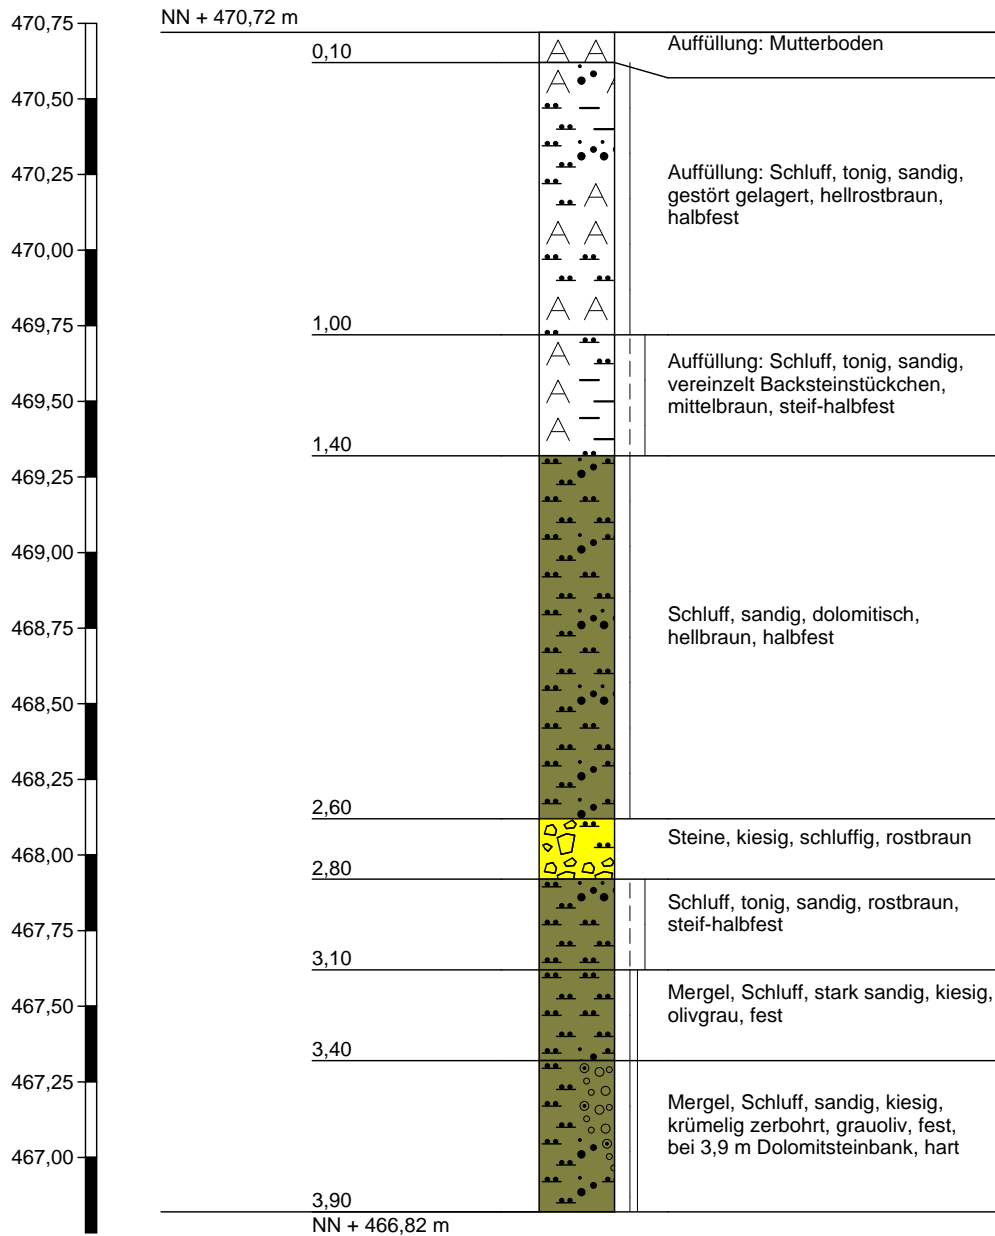 NN + 470,72 m
470,75
470,50
470,25
470,00
469,75
469,50
469,25
469,00
468,75
468,50
468,25
468,00
467,75
467,50
467,25
467,00
0,10
Auffüllung: Mutterboden
Auffüllung: Schluff, tonig, sandig,
gestört gelagert, hellrostbraun,
halbfest
1,00
Auffüllung: Schluff, tonig, sandig,
vereinzelt Backsteinstückchen,
mittelbraun, steif-halbfest
1,40
Schluff, sandig, dolomitisch,
hellbraun, halbfest
2,60
Steine, kiesig, schluffig, rostbraun
2,80
Schluff, tonig, sandig, rostbraun,
steif-halbfest
3,10
Mergel, Schluff, stark sandig, kiesig,
olivgrau, fest
3,40
Mergel, Schluff, sandig, kiesig,
krümelig zerbohrt, grauoliv, fest,
bei 3,9 m Dolomitsteinbank, hart
3,90
NN + 466,82 m